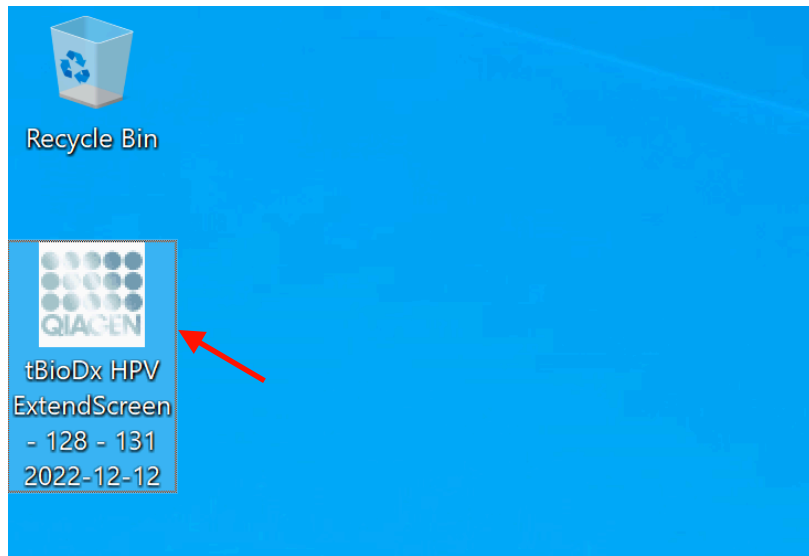 Recycle Bin
QIAGEN
tBioDx HPV
ExtendScreen
- 128 - 131
2022-12-12